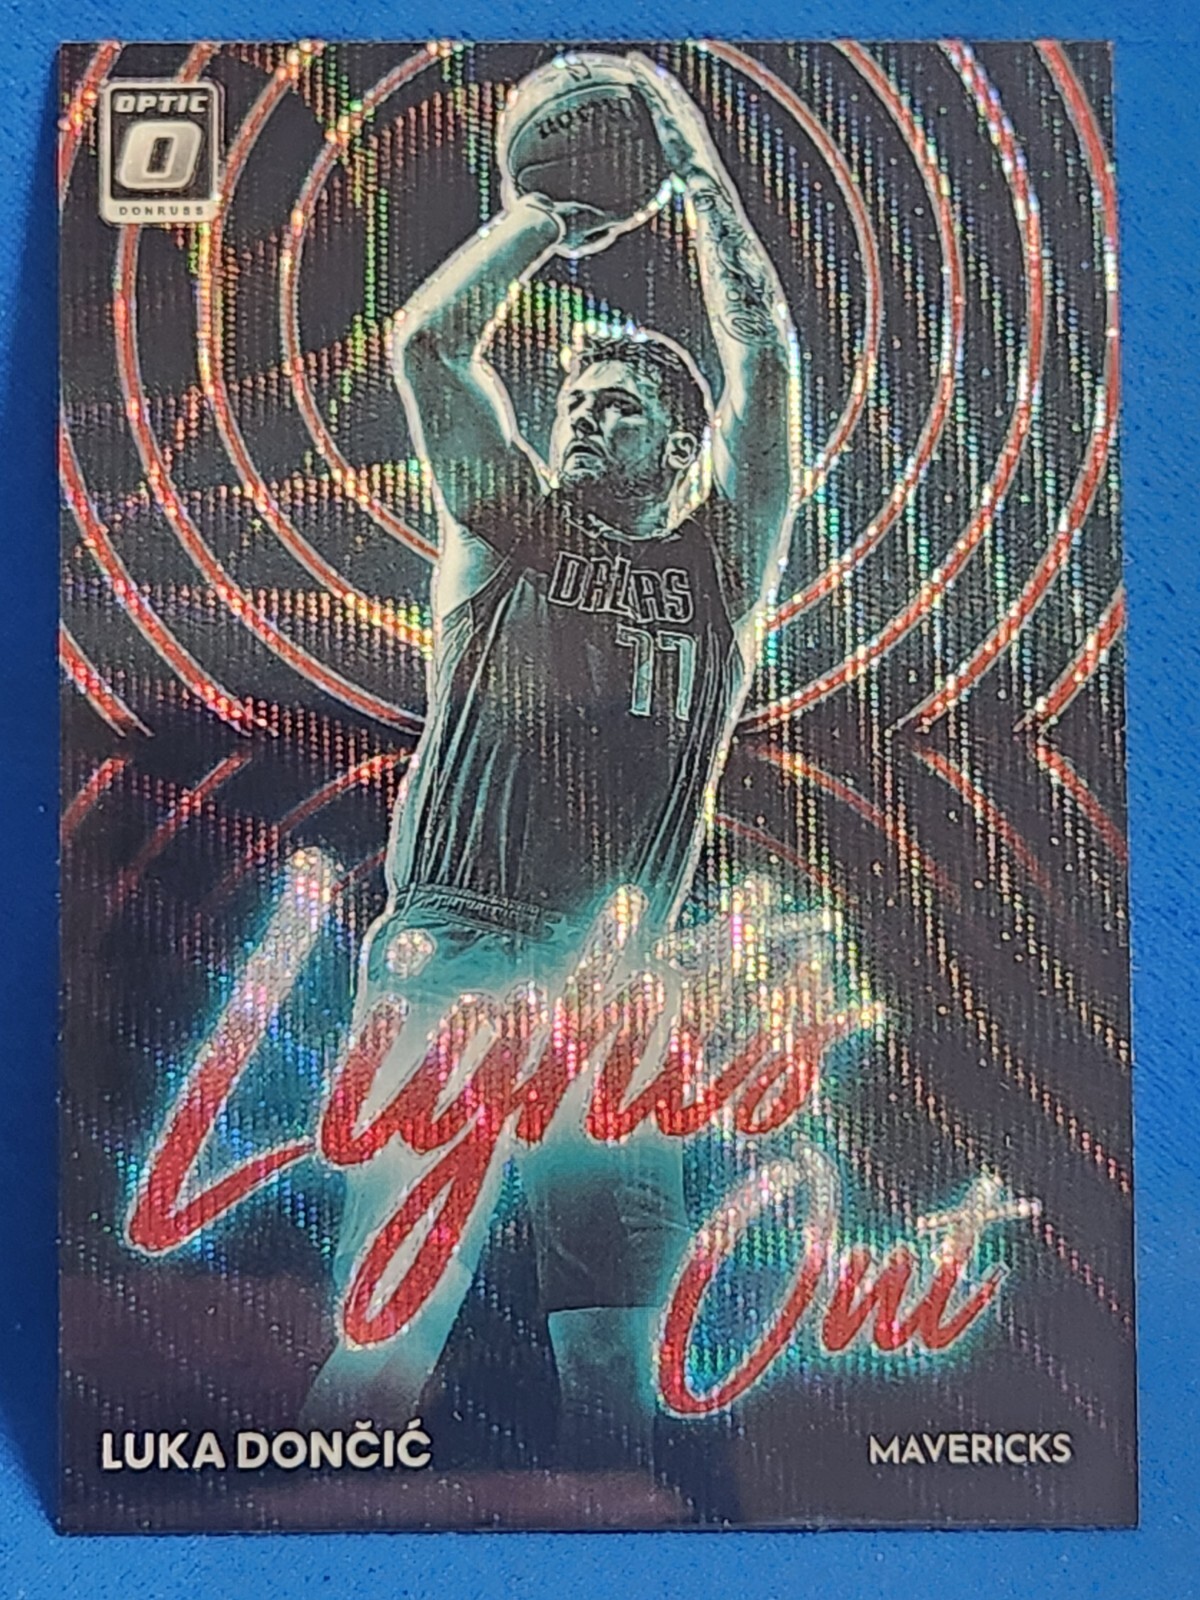 OPTIC
O
DONRUSS
DALLAS
77
Lights
Out
LUKA DONČIĆ
MAVERICKS